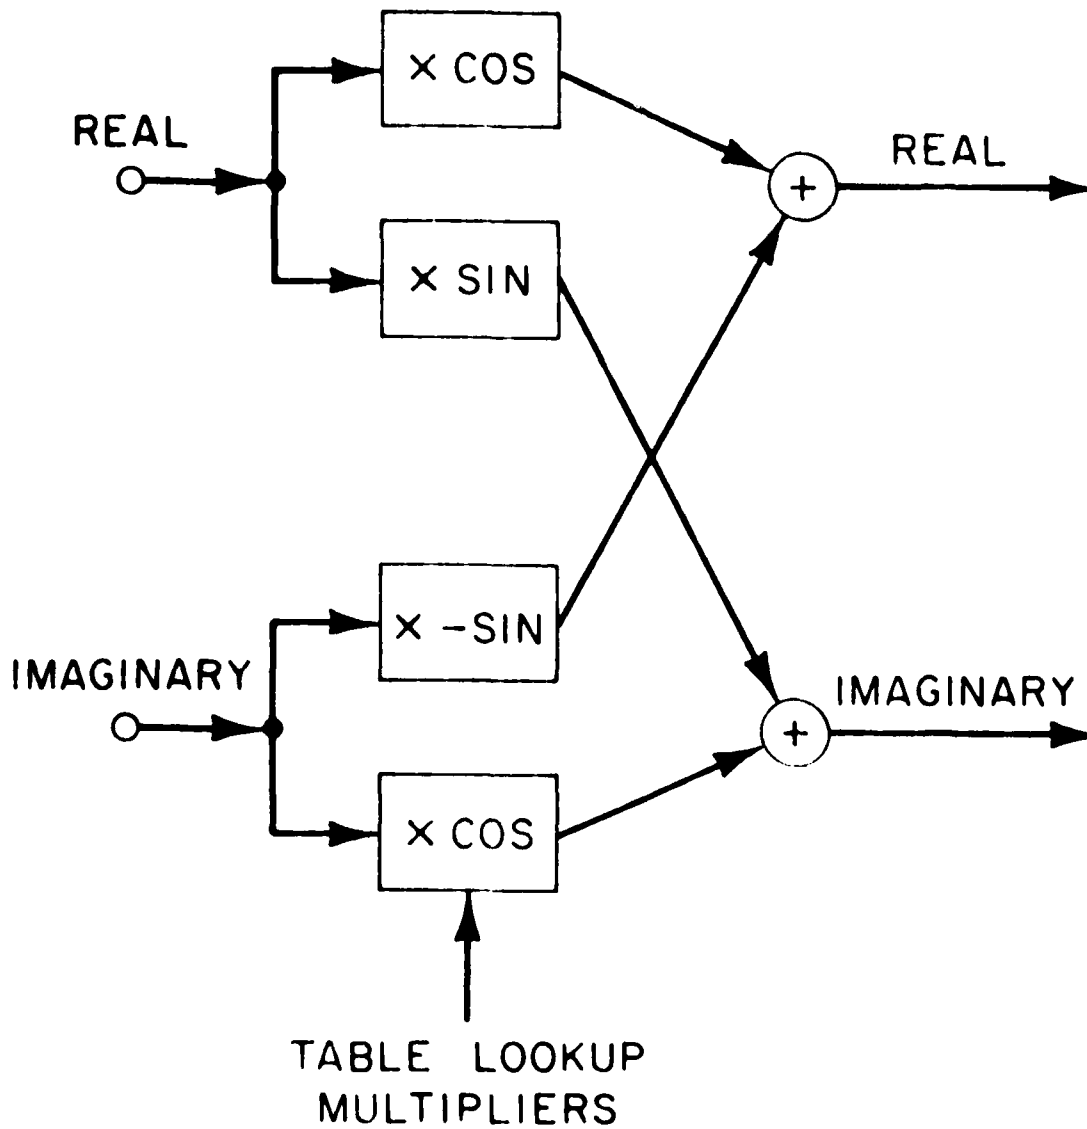 × COS
REAL
REAL
+
× SIN
× -SIN
IMAGINARY
IMAGINARY
+
× COS
TABLE LOOKUP
MULTIPLIERS